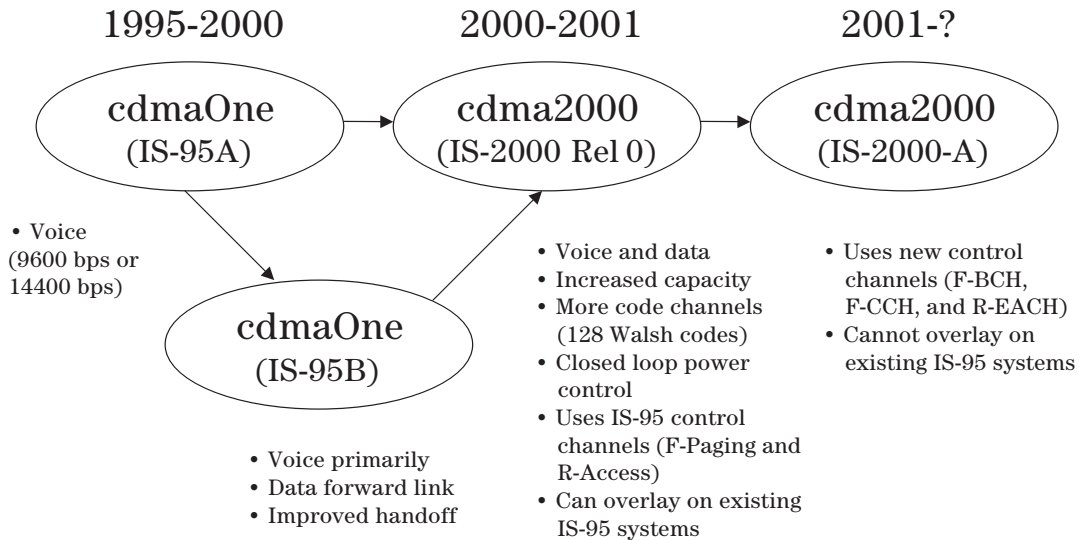 1995-2000
2000-2001
2001-?
cdmaOne
(IS-95A)
cdma2000
(IS-2000 Rel 0)
cdma2000
(IS-2000-A)
• Voice
(9600 bps or
14400 bps)
cdmaOne
(IS-95B)
• Voice primarily
• Data forward link
• Improved handoff
• Voice and data
• Increased capacity
• More code channels
(128 Walsh codes)
• Closed loop power
control
• Uses IS-95 control
channels (F-Paging and
R-Access)
• Can overlay on existing
IS-95 systems
• Uses new control
channels (F-BCH,
F-CCH, and R-EACH)
• Cannot overlay on
existing IS-95 systems